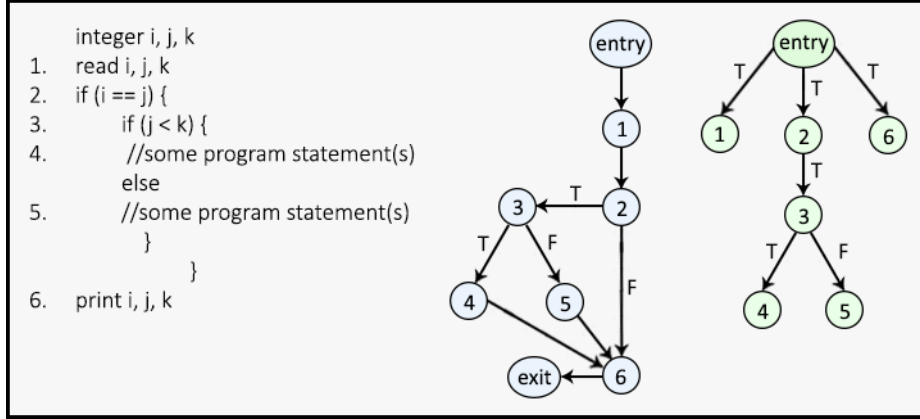 integer i, j, k
1. read i, j, k
2. if (i == j) {
3. if (j < k) {
4. //some program statement(s)
else
5. //some program statement(s)
}
}
6. print i, j, k
entry
1
T
3
2
T
F
F
4
5
exit
6
entry
T
T
T
1
2
6
T
3
T
F
4
5